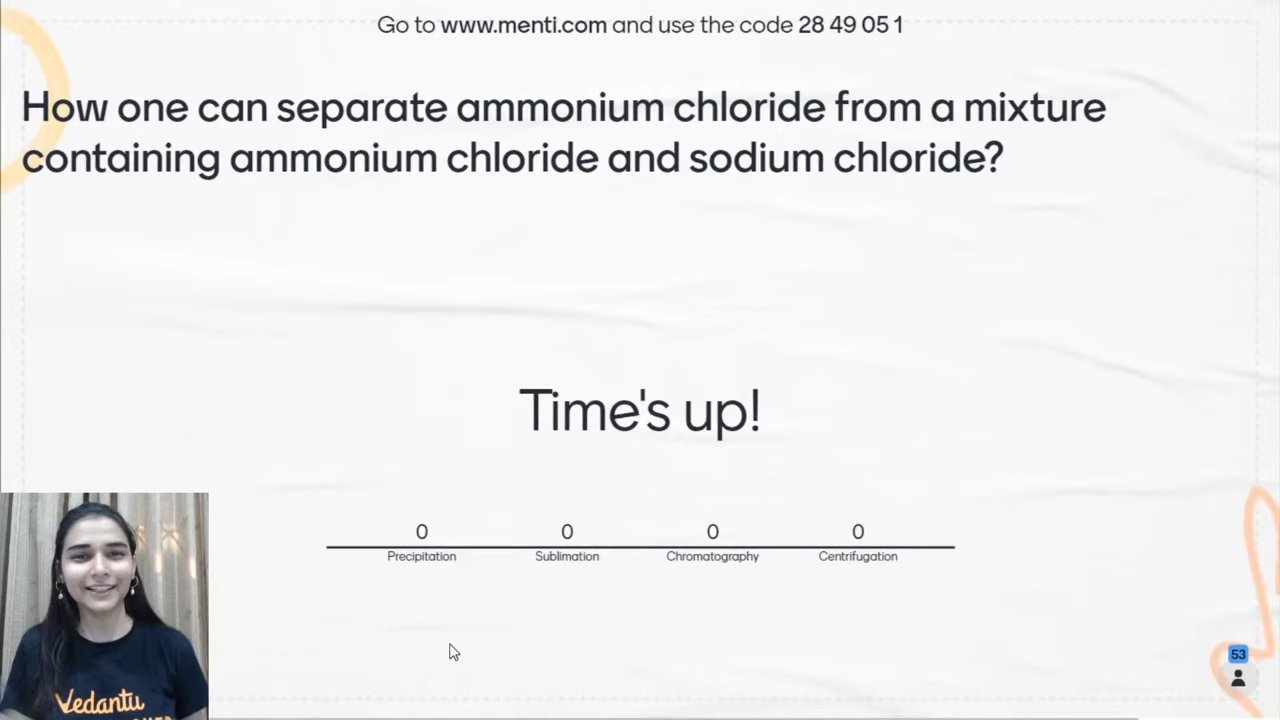 Go to www.menti.com and use the code 28 49 05 1
How one can separate ammonium chloride from a mixture
containing ammonium chloride and sodium chloride?
Time's up!
0 0 0 0
Precipitation Sublimation Chromatography Centrifugation
Vedantu
53